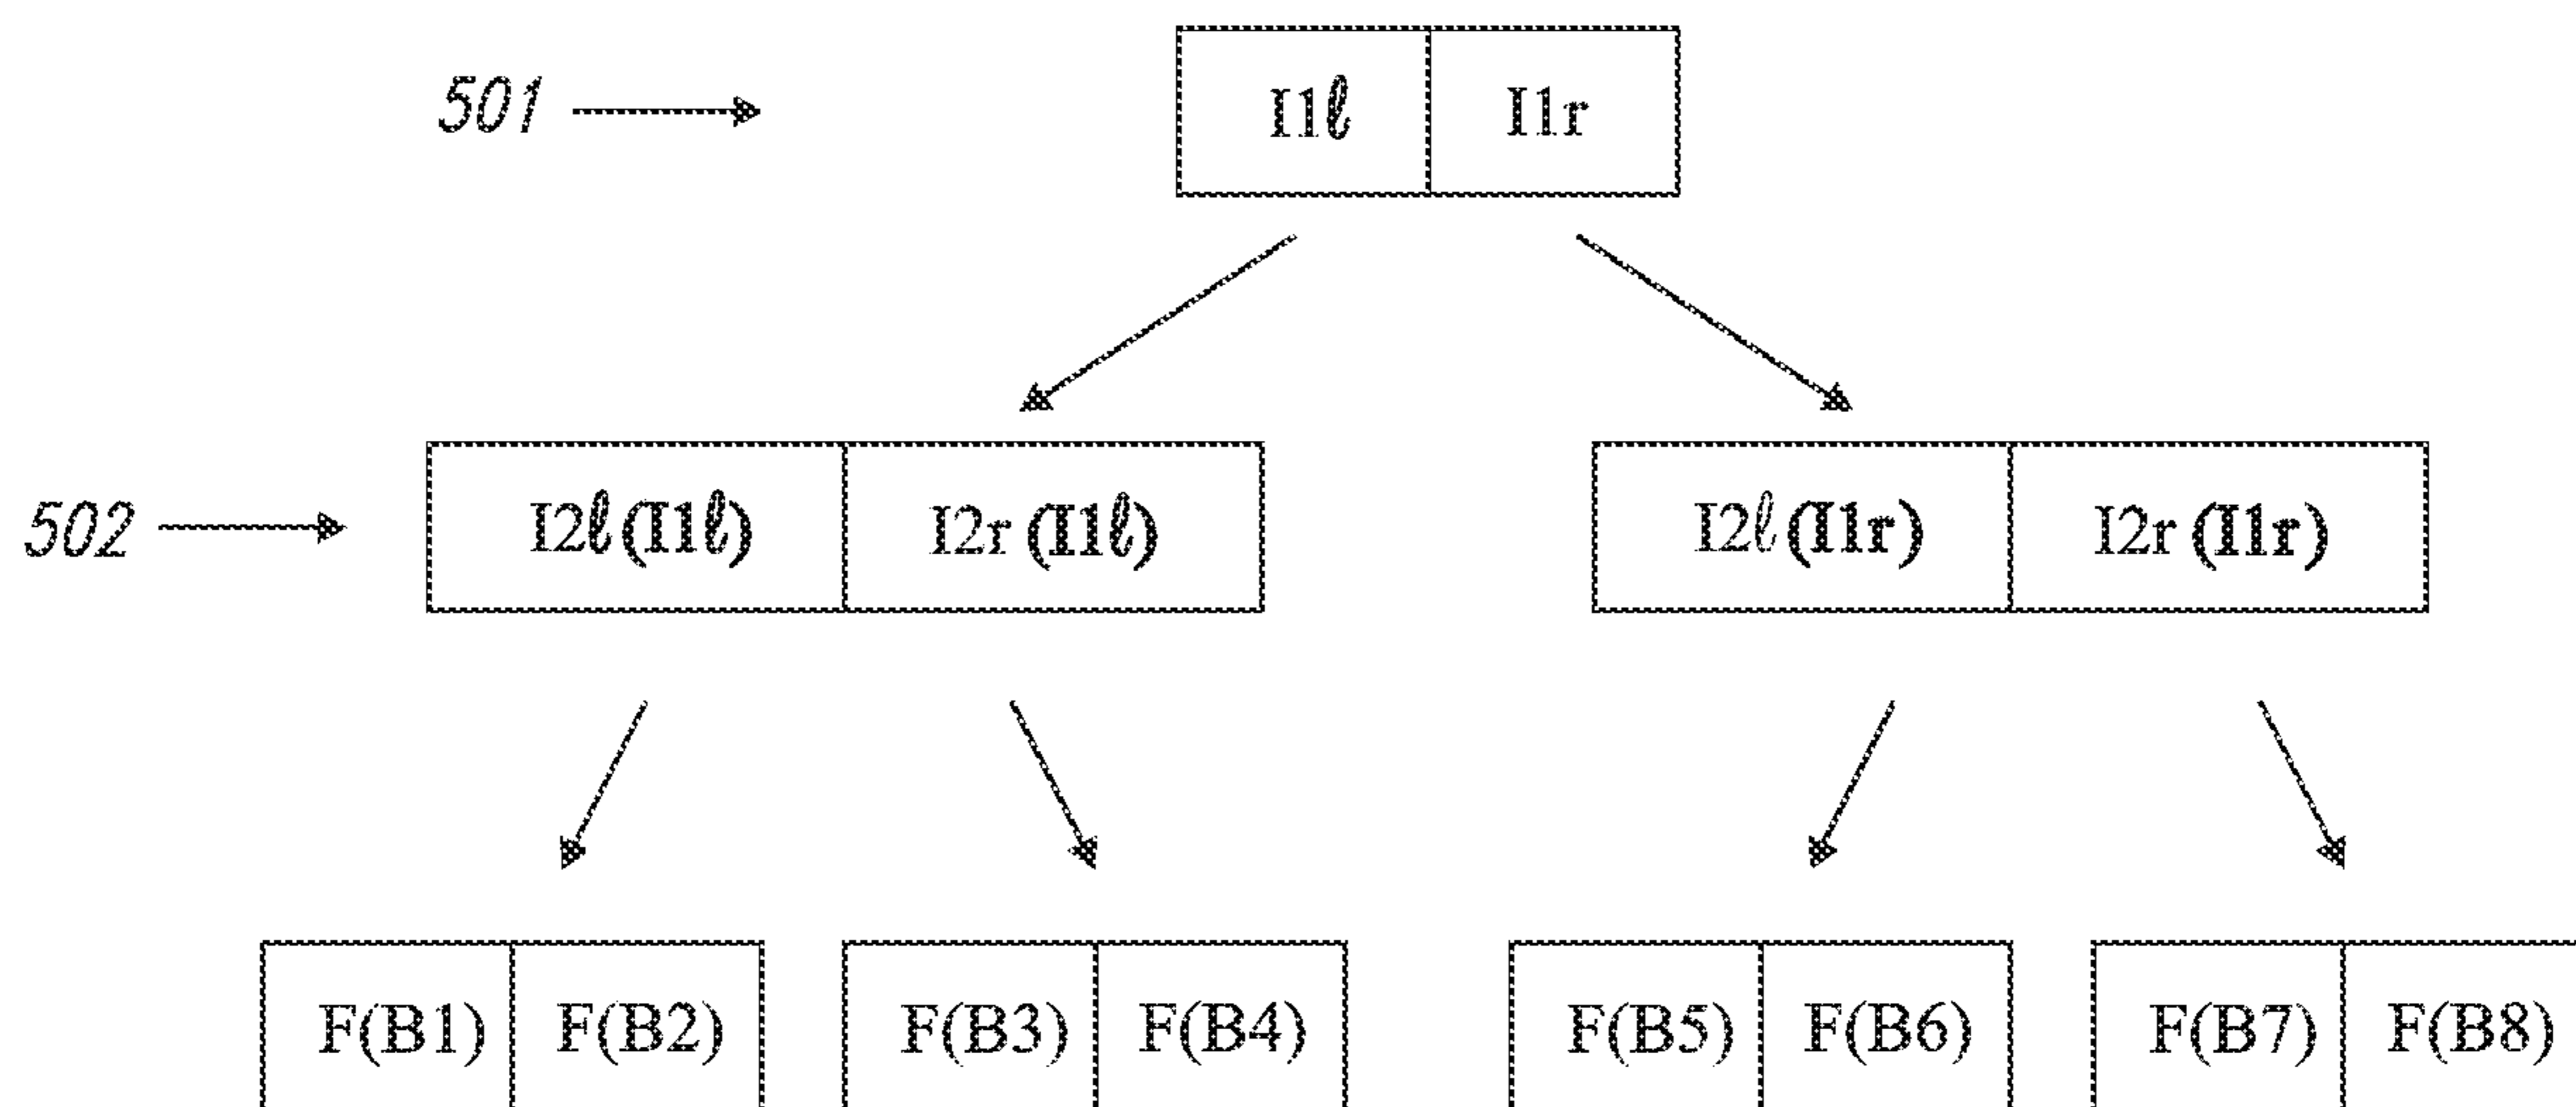 501 I1ℓ I1r
502 I2ℓ(I1ℓ) I2r(I1ℓ) I2ℓ(I1r) I2r(I1r)
F(B1) F(B2) F(B3) F(B4) F(B5) F(B6) F(B7) F(B8)